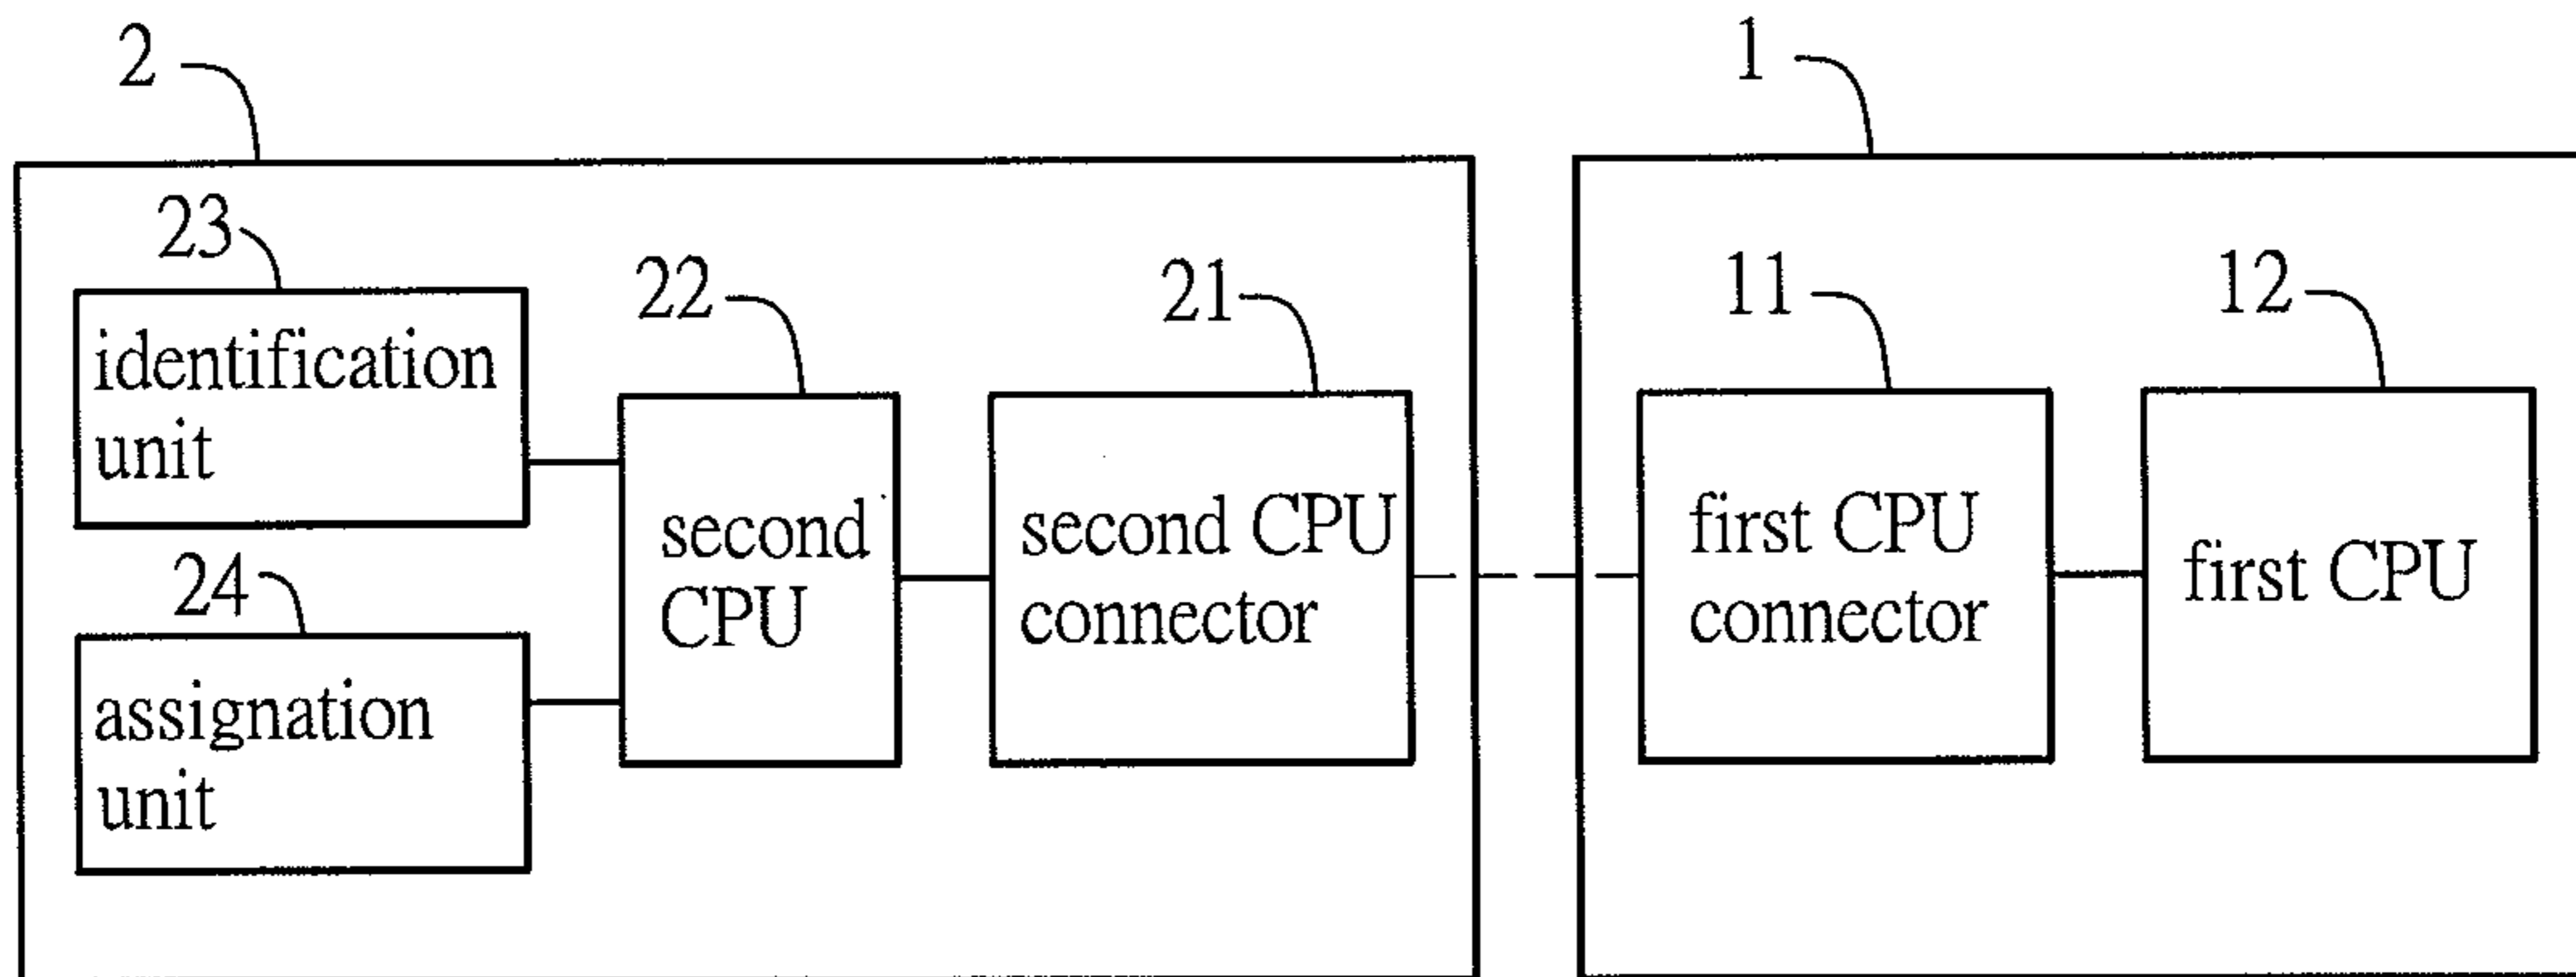 2
1
23
22
21
11
12
identification
unit
second
CPU
second CPU
connector
first CPU
connector
first CPU
24
assignation
unit